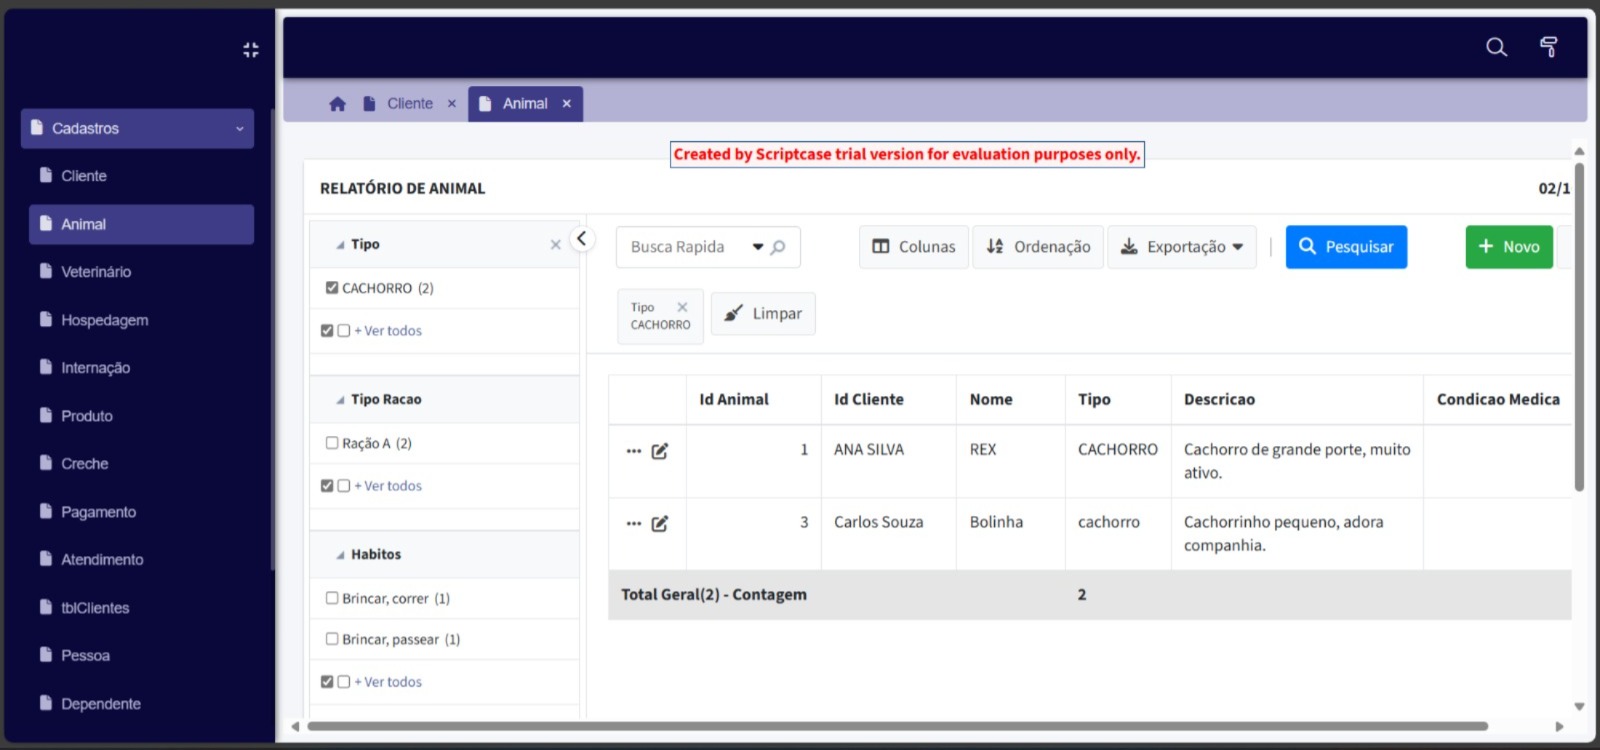 Cadastros
Cliente
Animal
Veterinário
Hospedagem
Internação
Produto
Creche
Pagamento
Atendimento
tblClientes
Pessoa
Dependente
Cliente
Animal
Created by Scriptcase trial version for evaluation purposes only.
RELATÓRIO DE ANIMAL
02/1
Tipo
CACHORRO (2)
+ Ver todos
Tipo Racao
Ração A (2)
+ Ver todos
Habitos
Brincar, correr (1)
Brincar, passear (1)
+ Ver todos
Busca Rapida
Colunas
Ordenação
Exportação
Pesquisar
+ Novo
Tipo
CACHORRO
Limpar
Id Animal Id Cliente Nome Tipo Descricao Condicao Medica
1 ANA SILVA REX CACHORRO Cachorro de grande porte, muito
ativo.
3 Carlos Souza Bolinha cachorro Cachorrinho pequeno, adora
companhia.
Total Geral(2) - Contagem 2